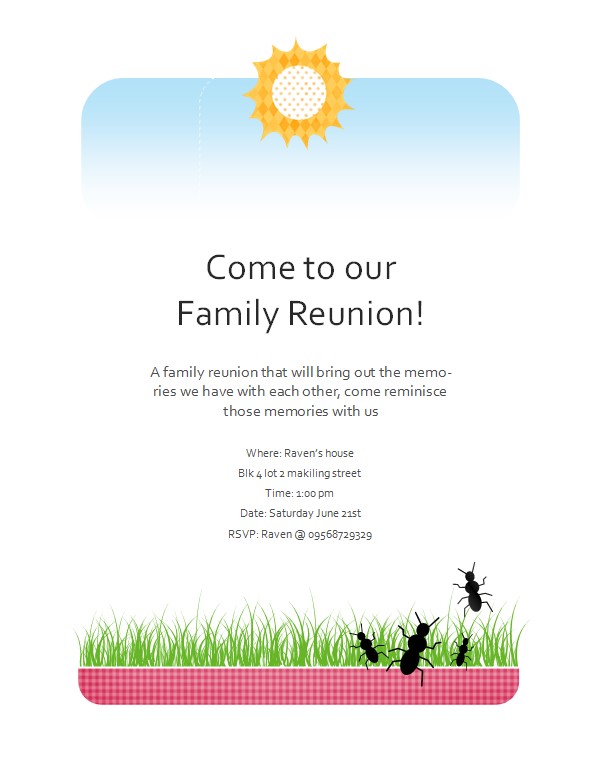 Come to our
Family Reunion!
A family reunion that will bring out the memo-
ries we have with each other, come reminisce
those memories with us
Where: Raven's house
Blk 4 lot 2 makiling street
Time: 1:00 pm
Date: Saturday June 21st
RSVP: Raven @ 09568729329